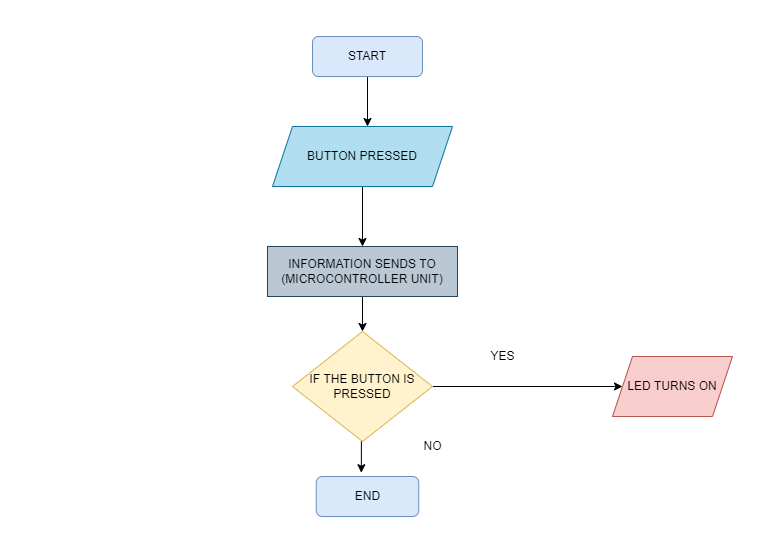 START
BUTTON PRESSED
INFORMATION SENDS TO
(MICROCONTROLLER UNIT)
YES
IF THE BUTTON IS
PRESSED
LED TURNS ON
NO
END